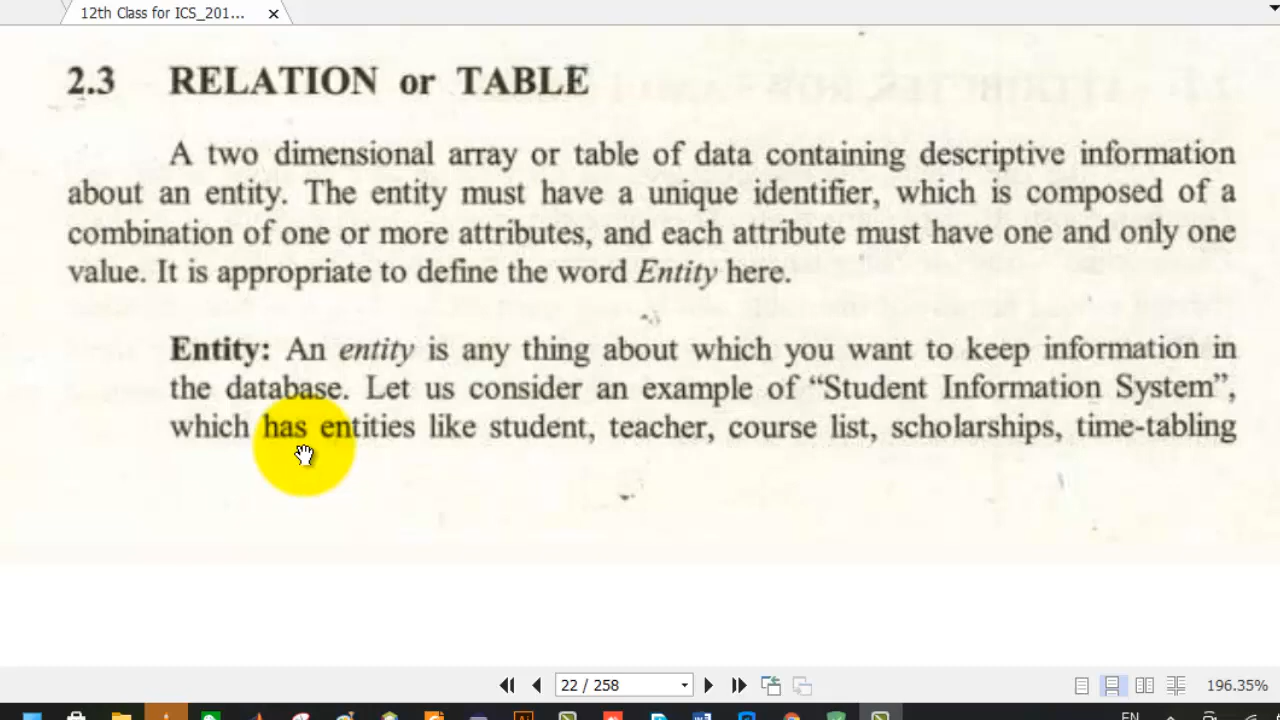 12th Class for ICS_201...
2.3 RELATION or TABLE
A two dimensional array or table of data containing descriptive information
about an entity. The entity must have a unique identifier, which is composed of a
combination of one or more attributes, and each attribute must have one and only one
value. It is appropriate to define the word Entity here.
Entity: An entity is any thing about which you want to keep information in
the database. Let us consider an example of “Student Information System”,
which has entities like student, teacher, course list, scholarships, time-tabling
22 / 258
196.35%
EN